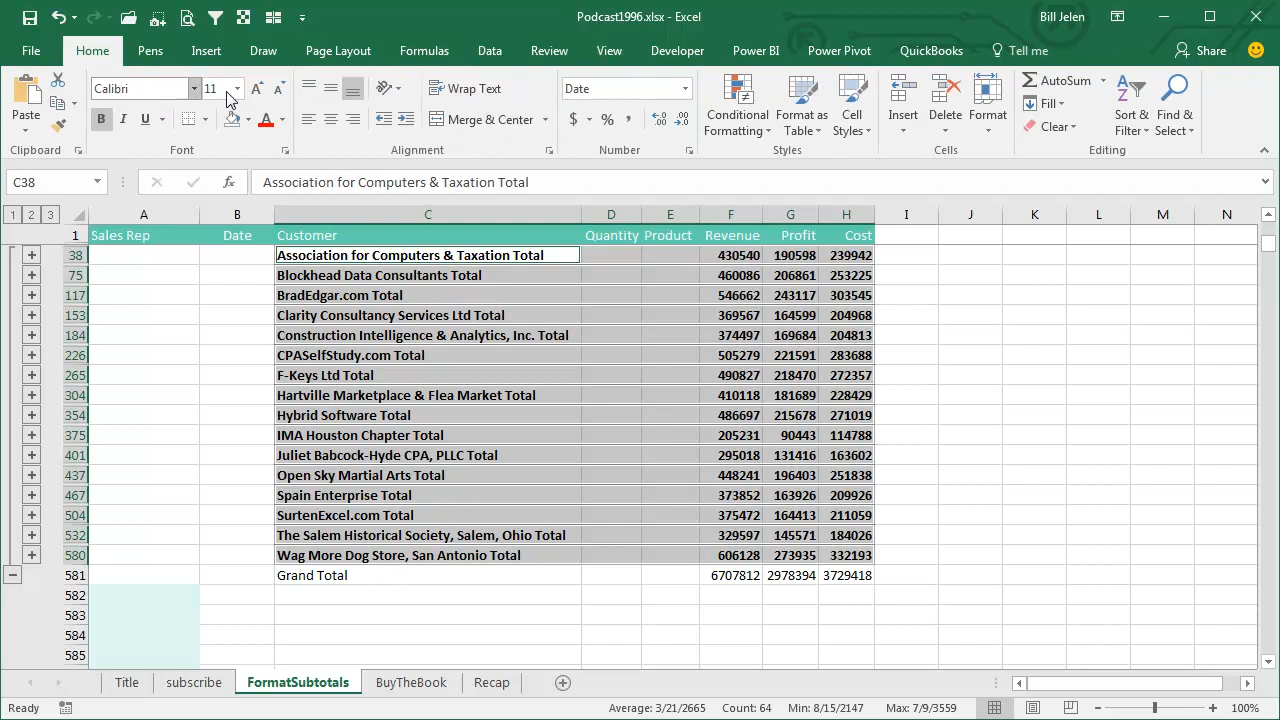 Podcast1996.xlsx - Excel
Bill Jelen
File Home Pens Insert Draw Page Layout Formulas Data Review View Developer Power BI Power Pivot QuickBooks Tell me Share
Paste
Clipboard
Calibri 11
B I U A
Font
Wrap Text
Merge & Center
Alignment
Date
$ % ,
Number
Conditional Formatting
Format as Table
Cell Styles
Styles
Insert Delete Format
Cells
AutoSum
Fill
Clear
Sort & Filter
Find & Select
Editing
C38 fx Association for Computers & Taxation Total
1 2 3 A B C D E F G H I J K L M N
1 Sales Rep Date Customer Quantity Product Revenue Profit Cost
38 Association for Computers & Taxation Total 430540 190598 239942
75 Blockhead Data Consultants Total 460086 206861 253225
117 BradEdgar.com Total 546662 243117 303545
153 Clarity Consultancy Services Ltd Total 369567 164599 204968
184 Construction Intelligence & Analytics, Inc. Total 374497 169684 204813
226 CPASelfStudy.com Total 505279 221591 283688
265 F-Keys Ltd Total 490827 218470 272357
304 Hartville Marketplace & Flea Market Total 410118 181689 228429
354 Hybrid Software Total 486697 215678 271019
375 IMA Houston Chapter Total 205231 90443 114788
401 Juliet Babcock-Hyde CPA, PLLC Total 295018 131416 163602
437 Open Sky Martial Arts Total 448241 196403 251838
467 Spain Enterprise Total 373852 163926 209926
504 SurtenExcel.com Total 375472 164413 211059
532 The Salem Historical Society, Salem, Ohio Total 329597 145571 184026
580 Wag More Dog Store, San Antonio Total 606128 273935 332193
581 Grand Total 6707812 2978394 3729418
582
583
584
585
Title subscribe FormatSubtotals BuyTheBook Recap
Ready Average: 3/21/2665 Count: 64 Min: 8/15/2147 Max: 7/9/3559 100%